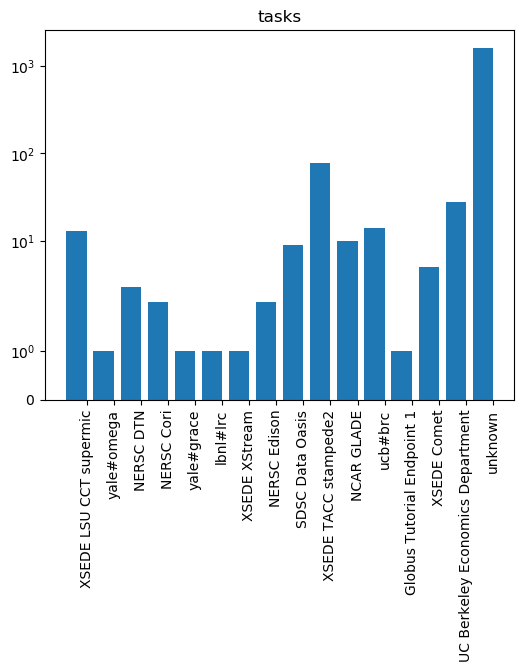 tasks
10³
10²
10¹
10⁰
0
XSEDE LSU CCT supermic
yale#omega
NERSC DTN
NERSC Cori
yale#grace
lbnl#lrc
XSEDE XStream
NERSC Edison
SDSC Data Oasis
XSEDE TACC stampede2
NCAR GLADE
ucb#brc
Globus Tutorial Endpoint 1
XSEDE Comet
UC Berkeley Economics Department
unknown